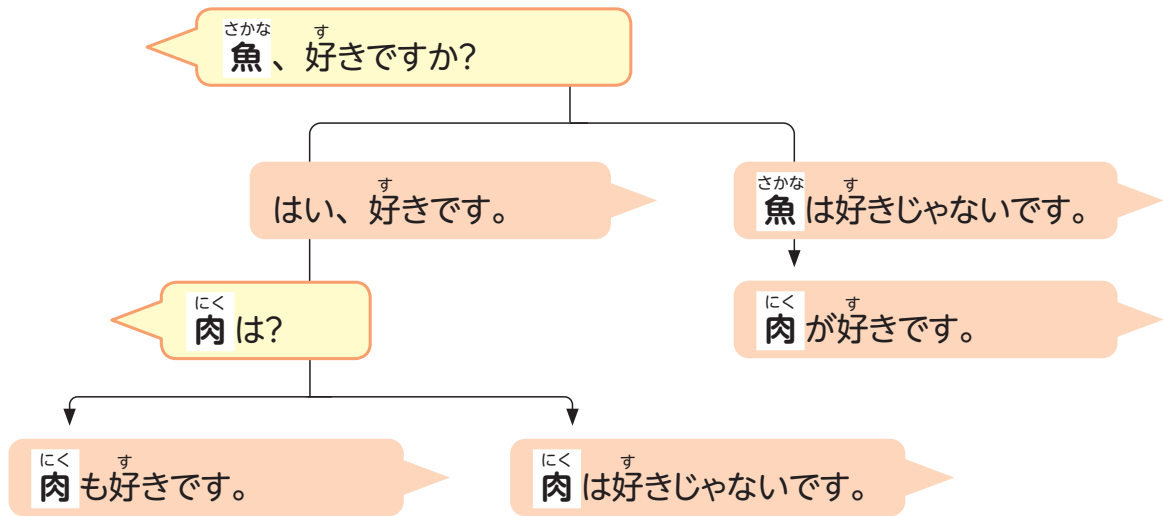 さかな す
魚、好きですか?
す
はい、好きです。
さかな す
魚は好きじゃないです。
にく
肉は?
にく す
肉が好きです。
にく す
肉も好きです。
にく す
肉は好きじゃないです。